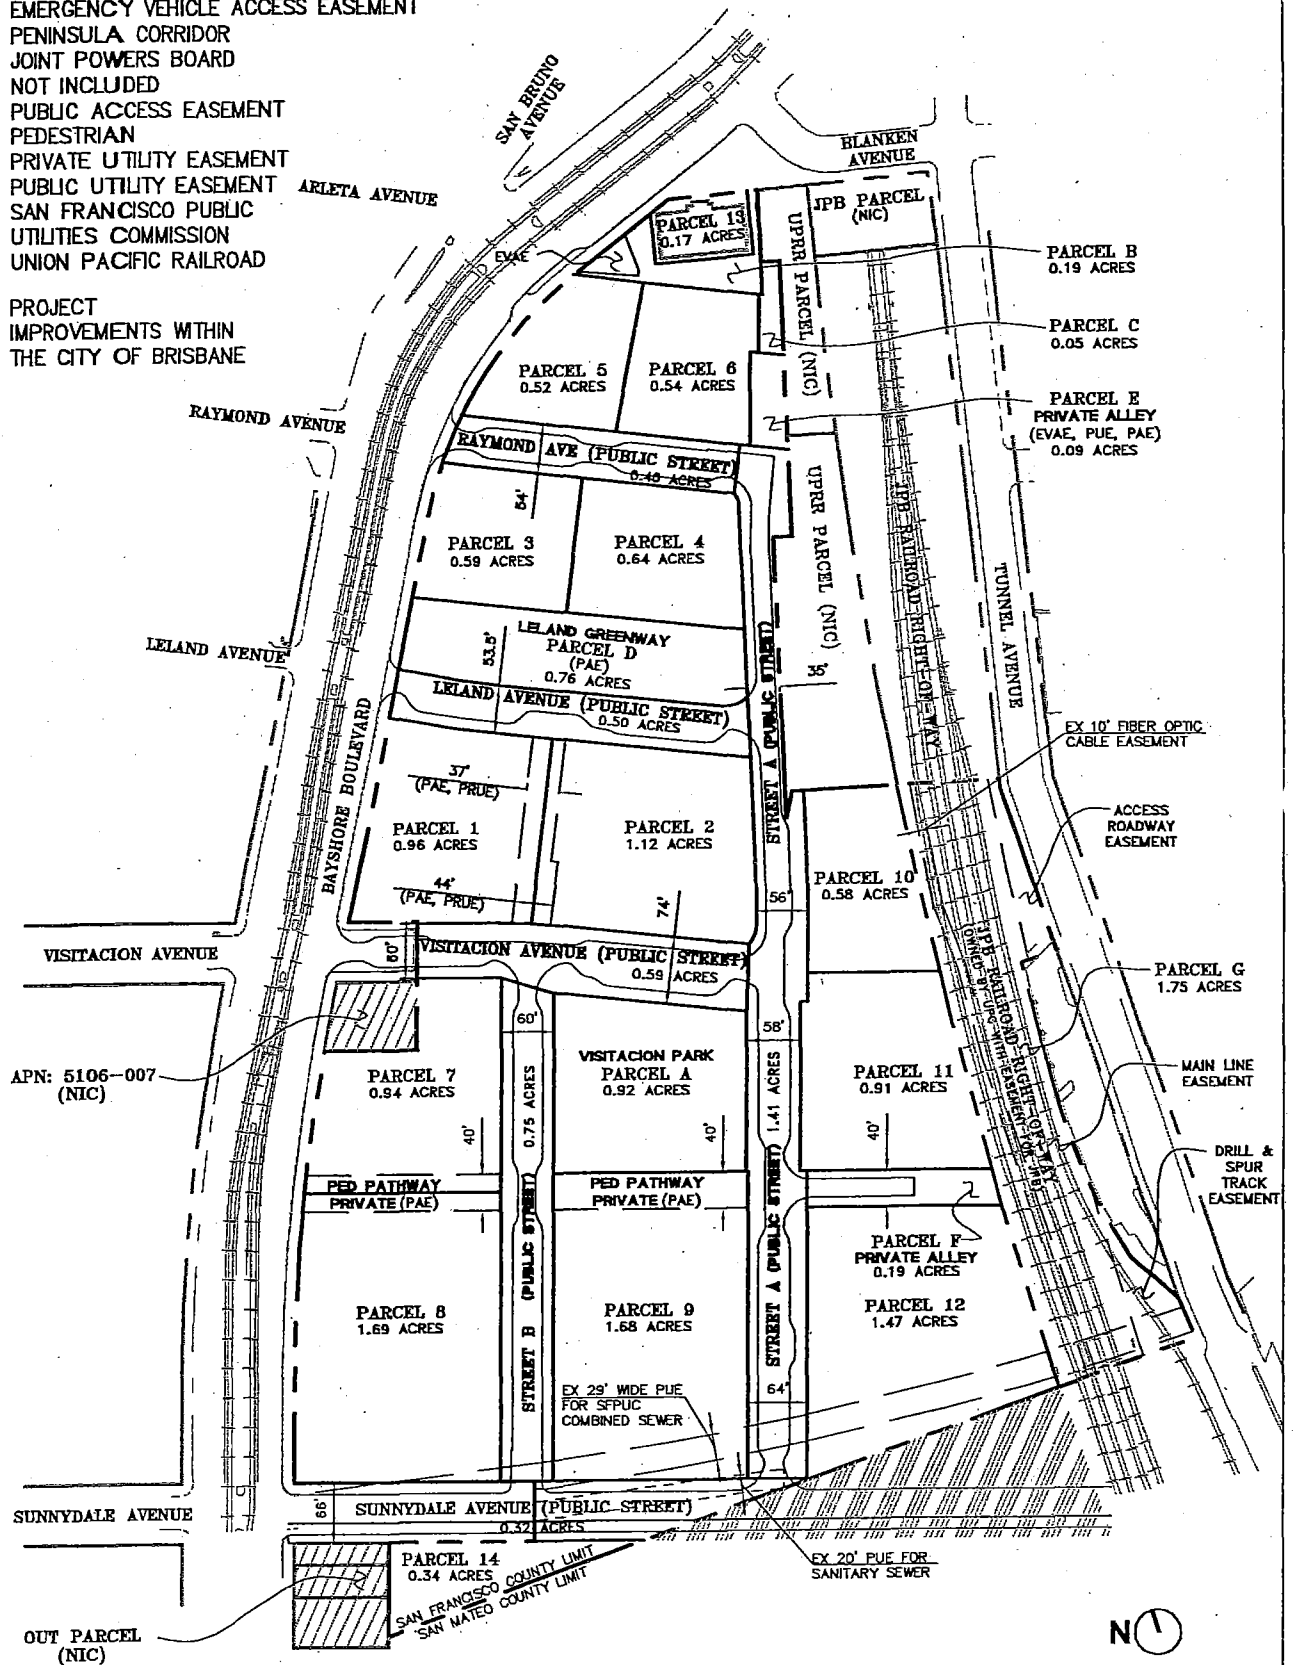 EMERGENCY VEHICLE ACCESS EASEMENT
PENINSULA CORRIDOR
JOINT POWERS BOARD
NOT INCLUDED
PUBLIC ACCESS EASEMENT
PEDESTRIAN
PRIVATE UTILITY EASEMENT
PUBLIC UTILITY EASEMENT
SAN FRANCISCO PUBLIC
UTILITIES COMMISSION
UNION PACIFIC RAILROAD
PROJECT
IMPROVEMENTS WITHIN
THE CITY OF BRISBANE
SAN BRUNO
AVENUE
ARLETA AVENUE
BLANKEN
AVENUE
JPB PARCEL
(NIC)
PARCEL 13
0.17 ACRES
EVAE
UPRR PARCEL (NIC)
PARCEL B
0.19 ACRES
PARCEL C
0.05 ACRES
PARCEL E
PRIVATE ALLEY
(EVAE, PUE, PAE)
0.09 ACRES
PARCEL 5
0.52 ACRES
PARCEL 6
0.54 ACRES
RAYMOND AVENUE
RAYMOND AVE (PUBLIC STREET)
0.40 ACRES
54'
UPRR PARCEL (NIC)
JPB RAILROAD RIGHT-OF-WAY
TUNNEL AVENUE
PARCEL 3
0.59 ACRES
PARCEL 4
0.64 ACRES
LELAND AVENUE
LELAND GREENWAY
PARCEL D
(PAE)
0.76 ACRES
53.5'
35'
LELAND AVENUE (PUBLIC STREET)
0.50 ACRES
STREET A (PUBLIC STREET)
BAYSHORE BOULEVARD
EX 10' FIBER OPTIC
CABLE EASEMENT
37'
(PAE, PRUE)
PARCEL 1
0.96 ACRES
44'
(PAE, PRUE)
PARCEL 2
1.12 ACRES
74'
56'
PARCEL 10
0.58 ACRES
ACCESS
ROADWAY
EASEMENT
VISITACION AVENUE
60'
VISITACION AVENUE (PUBLIC STREET)
0.59 ACRES
JPB RAILROAD RIGHT-OF-WAY
(OWNED BY UPC WITH EASEMENT FOR JPB)
PARCEL G
1.75 ACRES
APN: 5106-007
(NIC)
60'
58'
PARCEL 7
0.94 ACRES
VISITACION PARK
PARCEL A
0.92 ACRES
PARCEL 11
0.91 ACRES
MAIN LINE
EASEMENT
40'
40'
40'
0.75 ACRES
1.41 ACRES
DRILL &
SPUR
TRACK
EASEMENT
PED PATHWAY
PRIVATE (PAE)
PED PATHWAY
PRIVATE (PAE)
STREET B (PUBLIC STREET)
STREET A (PUBLIC STREET)
PARCEL F
PRIVATE ALLEY
0.19 ACRES
PARCEL 8
1.69 ACRES
PARCEL 9
1.68 ACRES
PARCEL 12
1.47 ACRES
EX 29' WIDE PUE
FOR SFPUC
COMBINED SEWER
64'
SUNNYDALE AVENUE
66'
SUNNYDALE AVENUE (PUBLIC STREET)
0.32 ACRES
EX 20' PUE FOR
SANITARY SEWER
PARCEL 14
0.34 ACRES
SAN FRANCISCO COUNTY LIMIT
SAN MATEO COUNTY LIMIT
OUT PARCEL
(NIC)
N